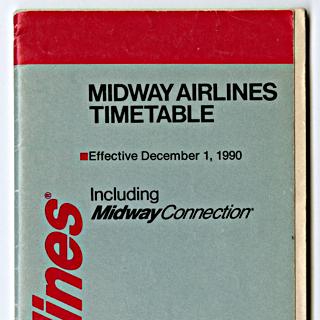 MIDWAY AIRLINES
TIMETABLE
Effective December 1, 1990
Including
MidwayConnection
lines®